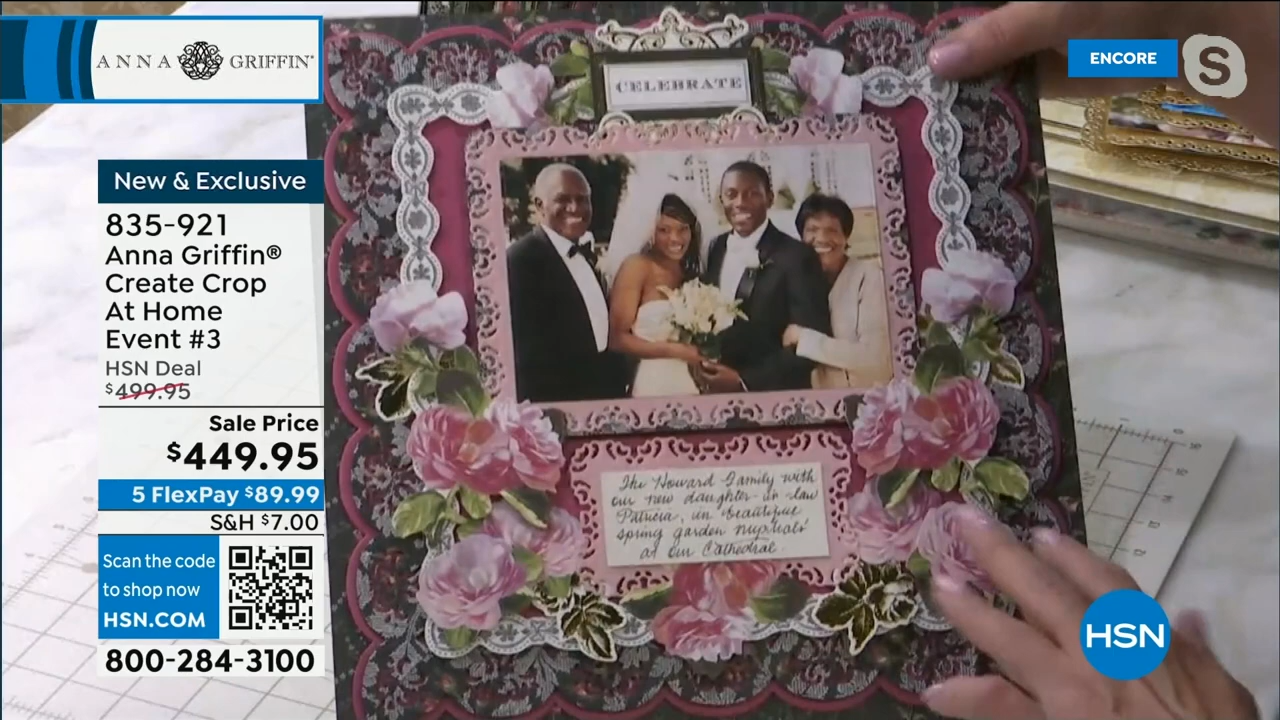 ANNA GRIFFIN®
ENCORE
S
CELEBRATE
New & Exclusive
835-921
Anna Griffin®
Create Crop
At Home
Event #3
HSN Deal
$499.95
Sale Price
$449.95
5 FlexPay $89.99
S&H $7.00
Scan the code
to shop now
HSN.COM
800-284-3100
The Howard Family with
our new daughter-in-law
Patricia, in beautiful
spring garden nuptials
at our Cathedral.
HSN